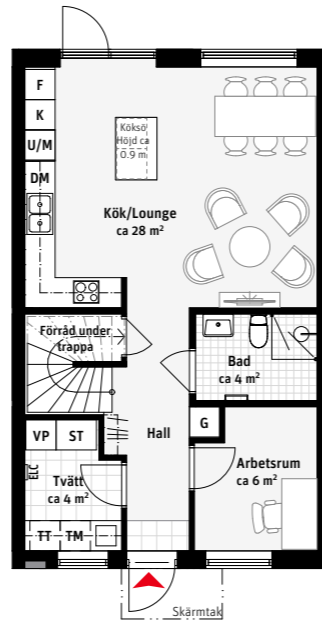 F
K
U/M
DM
Köksö
Höjd ca
0.9 m
Kök/Lounge
ca 28 m²
Förråd under
trappa
Bad
ca 4 m²
VP
ST
Hall
G
ELC
Tvätt
ca 4 m²
Arbetsrum
ca 6 m²
TT
TM
Skärmtak